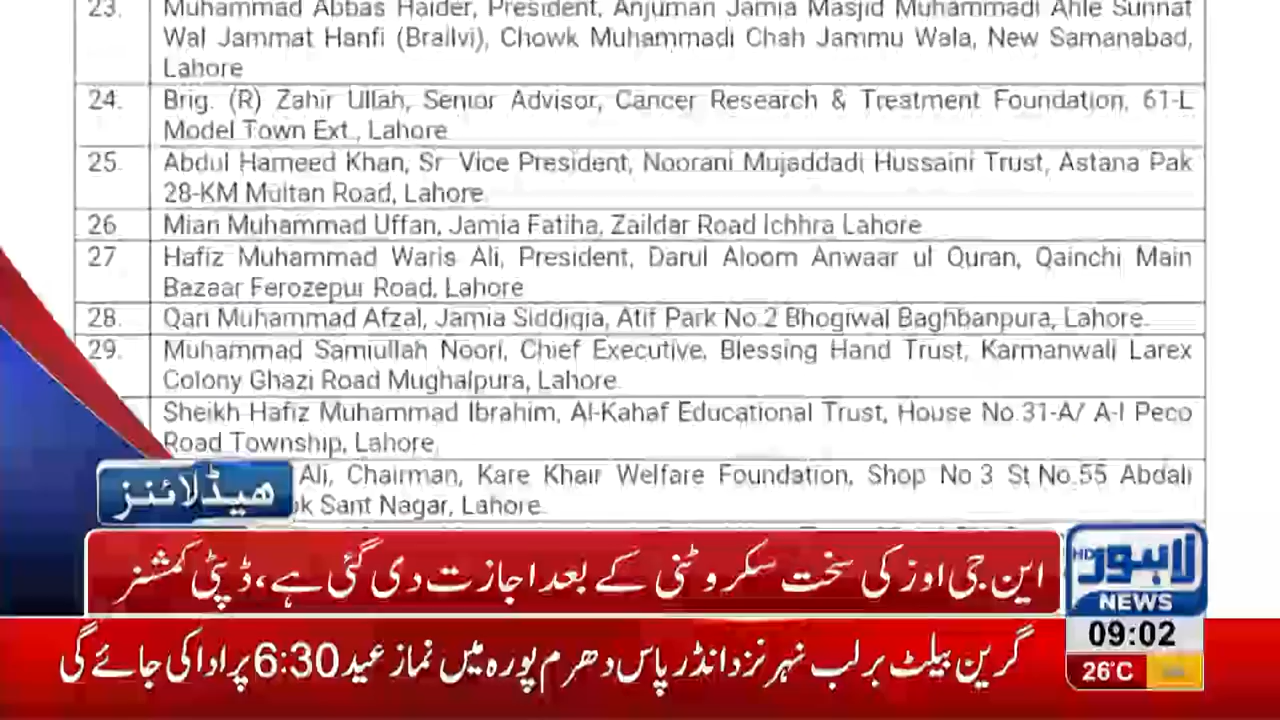 23. Muhammad Abbas Haider, President, Anjuman Jamia Masjid Muhammadi Ahle Sunnat
Wal Jammat Hanfi (Brailvi), Chowk Muhammadi Chah Jammu Wala, New Samanabad,
Lahore
24. Brig. (R) Zahir Ullah, Senior Advisor, Cancer Research & Treatment Foundation, 61-L
Model Town Ext., Lahore
25. Abdul Hameed Khan, Sr Vice President, Noorani Mujaddadi Hussaini Trust, Astana Pak
28-KM Multan Road, Lahore
26 Mian Muhammad Uffan, Jamia Fatiha, Zaildar Road Ichhra Lahore
27 Hafiz Muhammad Waris Ali, President, Darul Aloom Anwaar ul Quran, Qainchi Main
Bazaar Ferozepur Road, Lahore
28. Qari Muhammad Afzal, Jamia Siddiqia, Atif Park No.2 Bhogiwal Baghbanpura, Lahore.
29. Muhammad Samiullah Noori, Chief Executive, Blessing Hand Trust, Karmanwali Larex
Colony Ghazi Road Mughalpura, Lahore
Sheikh Hafiz Muhammad Ibrahim, Al-Kahaf Educational Trust, House No.31-A/ A-I Peco
Road Township, Lahore,
Ali, Chairman, Kare Khair Welfare Foundation, Shop No 3 St No.55 Abdali
ok Sant Nagar, Lahore.
ہیڈلائنز
این جی اوز کی سخت سکروٹنی کے بعد اجازت دی گئی ہے، ڈپٹی کمشنر
لاہور HD
NEWS
09:02
گرین بیلٹ برلب نہر نزد انڈر پاس دھرم پورہ میں نماز عید 6:30 پر ادا کی جائے گی
26°C